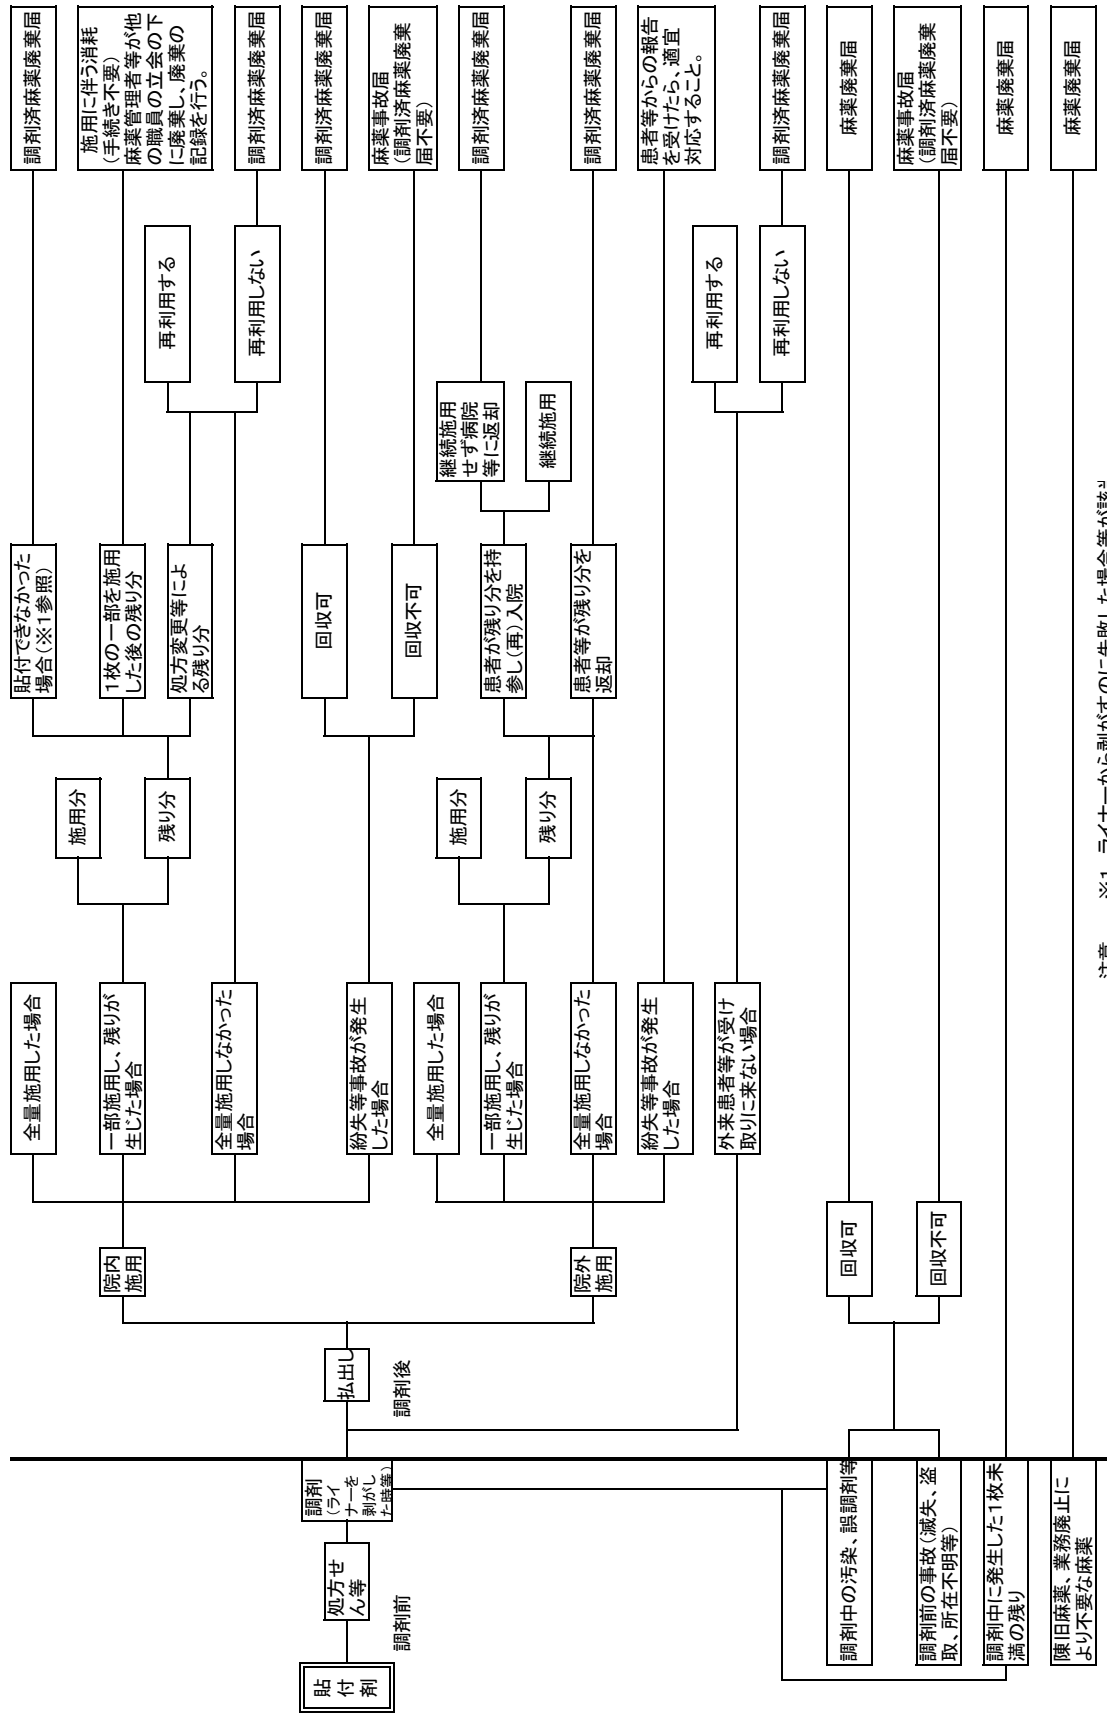 貼
付
剤
処方せ
ん等
調剤前
調剤
(ライ
ナーを
剥がし
た時等)
払出し
調剤後
院内
施用
全量施用した場合
一部施用し、残りが
生じた場合
施用分
残り分
貼付できなかった
場合(※1参照)
調剤済麻薬廃棄届
1枚の一部を施用
した後の残り分
施用に伴う消耗
(手続き不要)
麻薬管理者等が他
の職員の立会の下
に廃棄し、廃棄の
記録を行う。
処方変更等によ
る残り分
再利用する
再利用しない
調剤済麻薬廃棄届
全量施用しなかった
場合
紛失等事故が発生
した場合
回収可
調剤済麻薬廃棄届
回収不可
麻薬事故届
(調剤済麻薬廃棄
届不要)
院外
施用
全量施用した場合
一部施用し、残りが
生じた場合
施用分
残り分
患者が残り分を持
参し(再)入院
継続施用
せず病院
等に返却
調剤済麻薬廃棄届
継続施用
患者等が残り分を
返却
調剤済麻薬廃棄届
全量施用しなかった
場合
紛失等事故が発生
した場合
患者等からの報告
を受けたら、適宜
対応すること。
外来患者等が受け
取りに来ない場合
再利用する
再利用しない
調剤済麻薬廃棄届
調剤中の汚染、誤調剤等
回収可
麻薬廃棄届
調剤前の事故(滅失、盗
取、所在不明等)
回収不可
麻薬事故届
(調剤済麻薬廃棄
届不要)
調剤中に発生した1枚未
満の残り
麻薬廃棄届
陳旧麻薬、業務廃止に
より不要な麻薬
麻薬廃棄届
注意 ※1 ライナーから剥がすのに失敗した場合等が該当